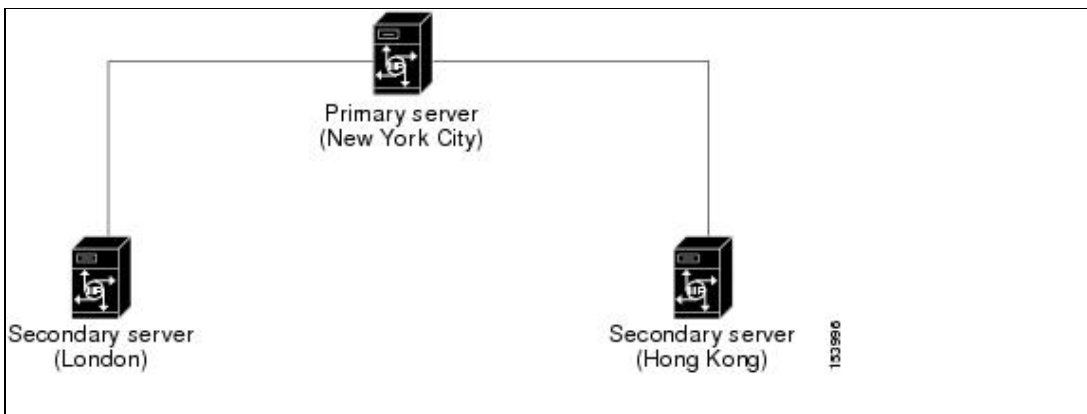 Primary server
(New York City)
Secondary server
(London)
Secondary server
(Hong Kong)
153996